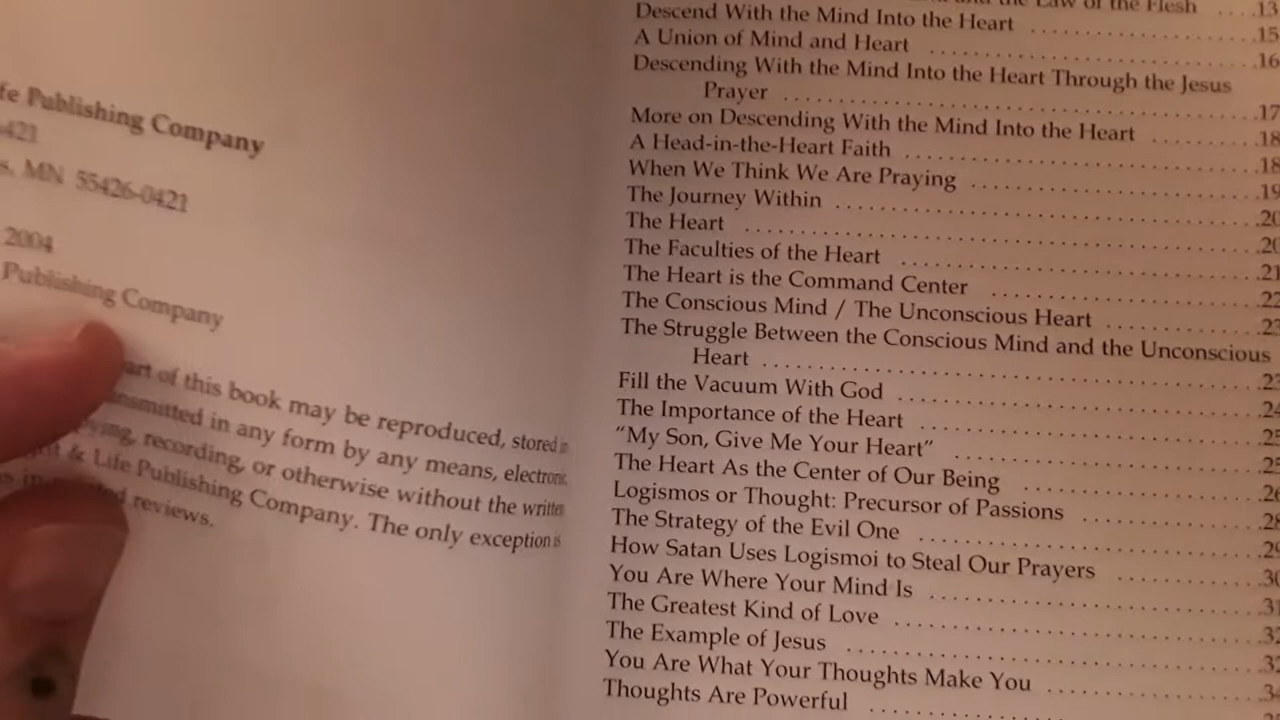 Publishing Company
MN 55426-0421
2004
Publishing Company
of this book may be reproduced, stored in
in any form by any means, electronic
recording, or otherwise without the written
& Life Publishing Company. The only exception is
reviews.
the Law of the Flesh ....13
Descend With the Mind Into the Heart ....................15
A Union of Mind and Heart ....................16
Descending With the Mind Into the Heart Through the Jesus
Prayer ....................17
More on Descending With the Mind Into the Heart ..........18
A Head-in-the-Heart Faith ....................18
When We Think We Are Praying ....................19
The Journey Within ....................20
The Heart ....................20
The Faculties of the Heart ....................21
The Heart is the Command Center ....................22
The Conscious Mind / The Unconscious Heart ..............23
The Struggle Between the Conscious Mind and the Unconscious
Heart ....................23
Fill the Vacuum With God ....................24
The Importance of the Heart ....................25
"My Son, Give Me Your Heart" ....................25
The Heart As the Center of Our Being ....................26
Logismos or Thought: Precursor of Passions ..............28
The Strategy of the Evil One ....................29
How Satan Uses Logismoi to Steal Our Prayers ............30
You Are Where Your Mind Is ....................31
The Greatest Kind of Love ....................32
The Example of Jesus ....................32
You Are What Your Thoughts Make You ....................34
Thoughts Are Powerful ....................